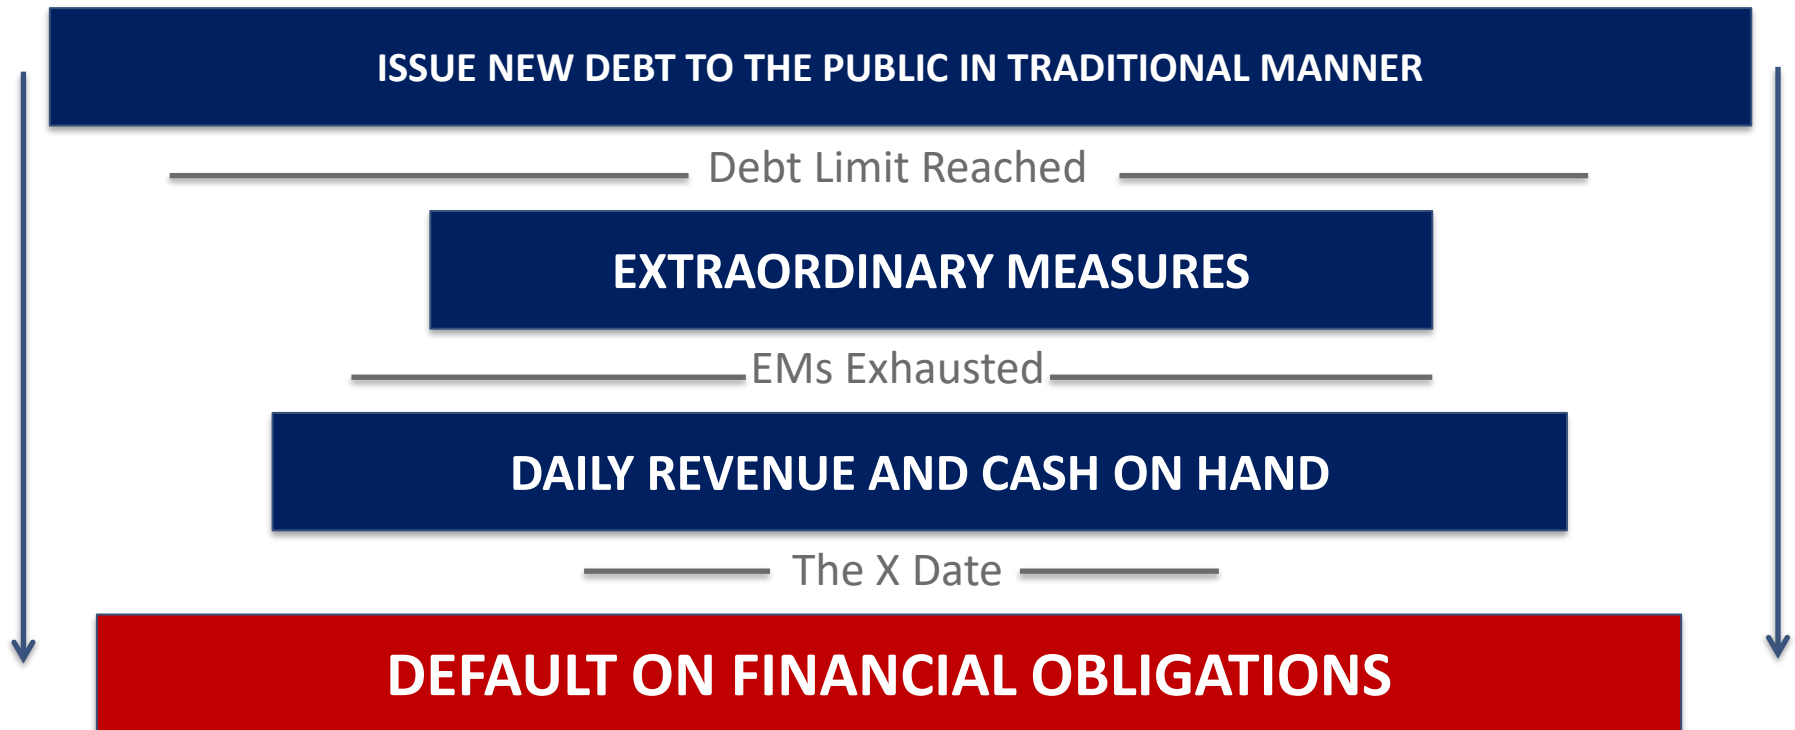 ISSUE NEW DEBT TO THE PUBLIC IN TRADITIONAL MANNER
Debt Limit Reached
EXTRAORDINARY MEASURES
EMs Exhausted
DAILY REVENUE AND CASH ON HAND
The X Date
DEFAULT ON FINANCIAL OBLIGATIONS